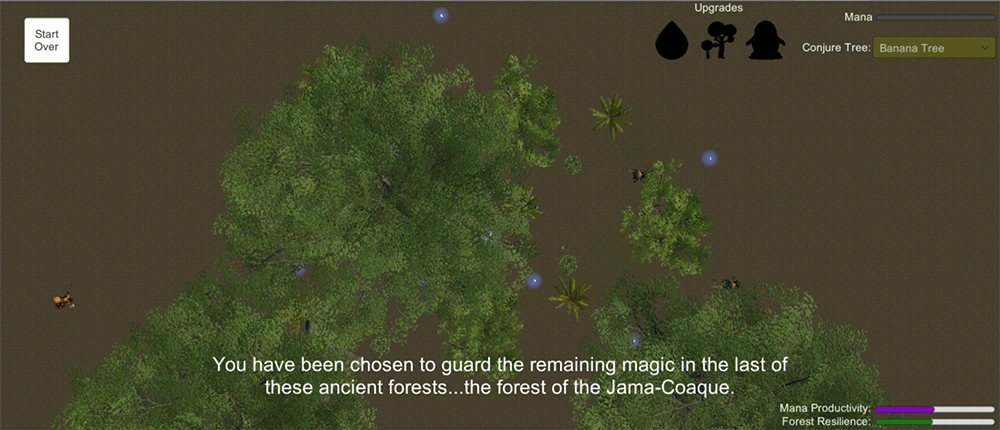 Start
Over
Upgrades
Mana
Conjure Tree: Banana Tree
You have been chosen to guard the remaining magic in the last of
these ancient forests...the forest of the Jama-Coaque.
Mana Productivity:
Forest Resilience: